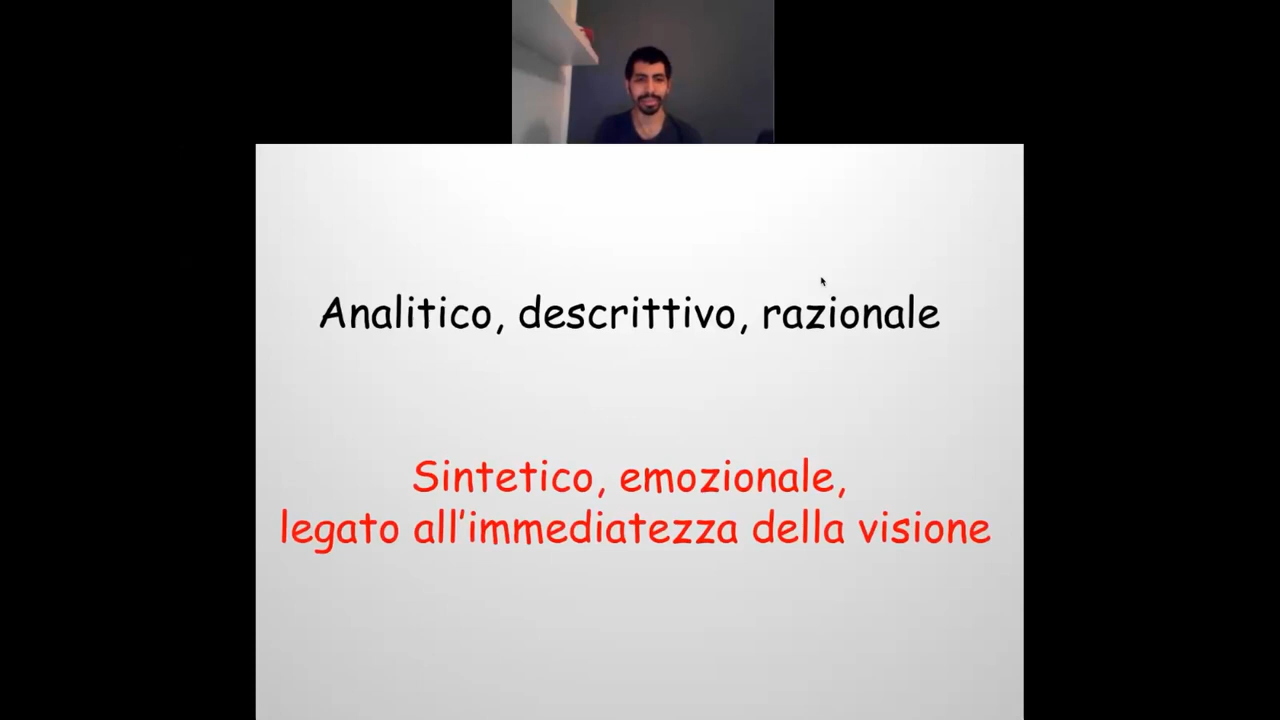 Analitico, descrittivo, razionale
Sintetico, emozionale,
legato all'immediatezza della visione